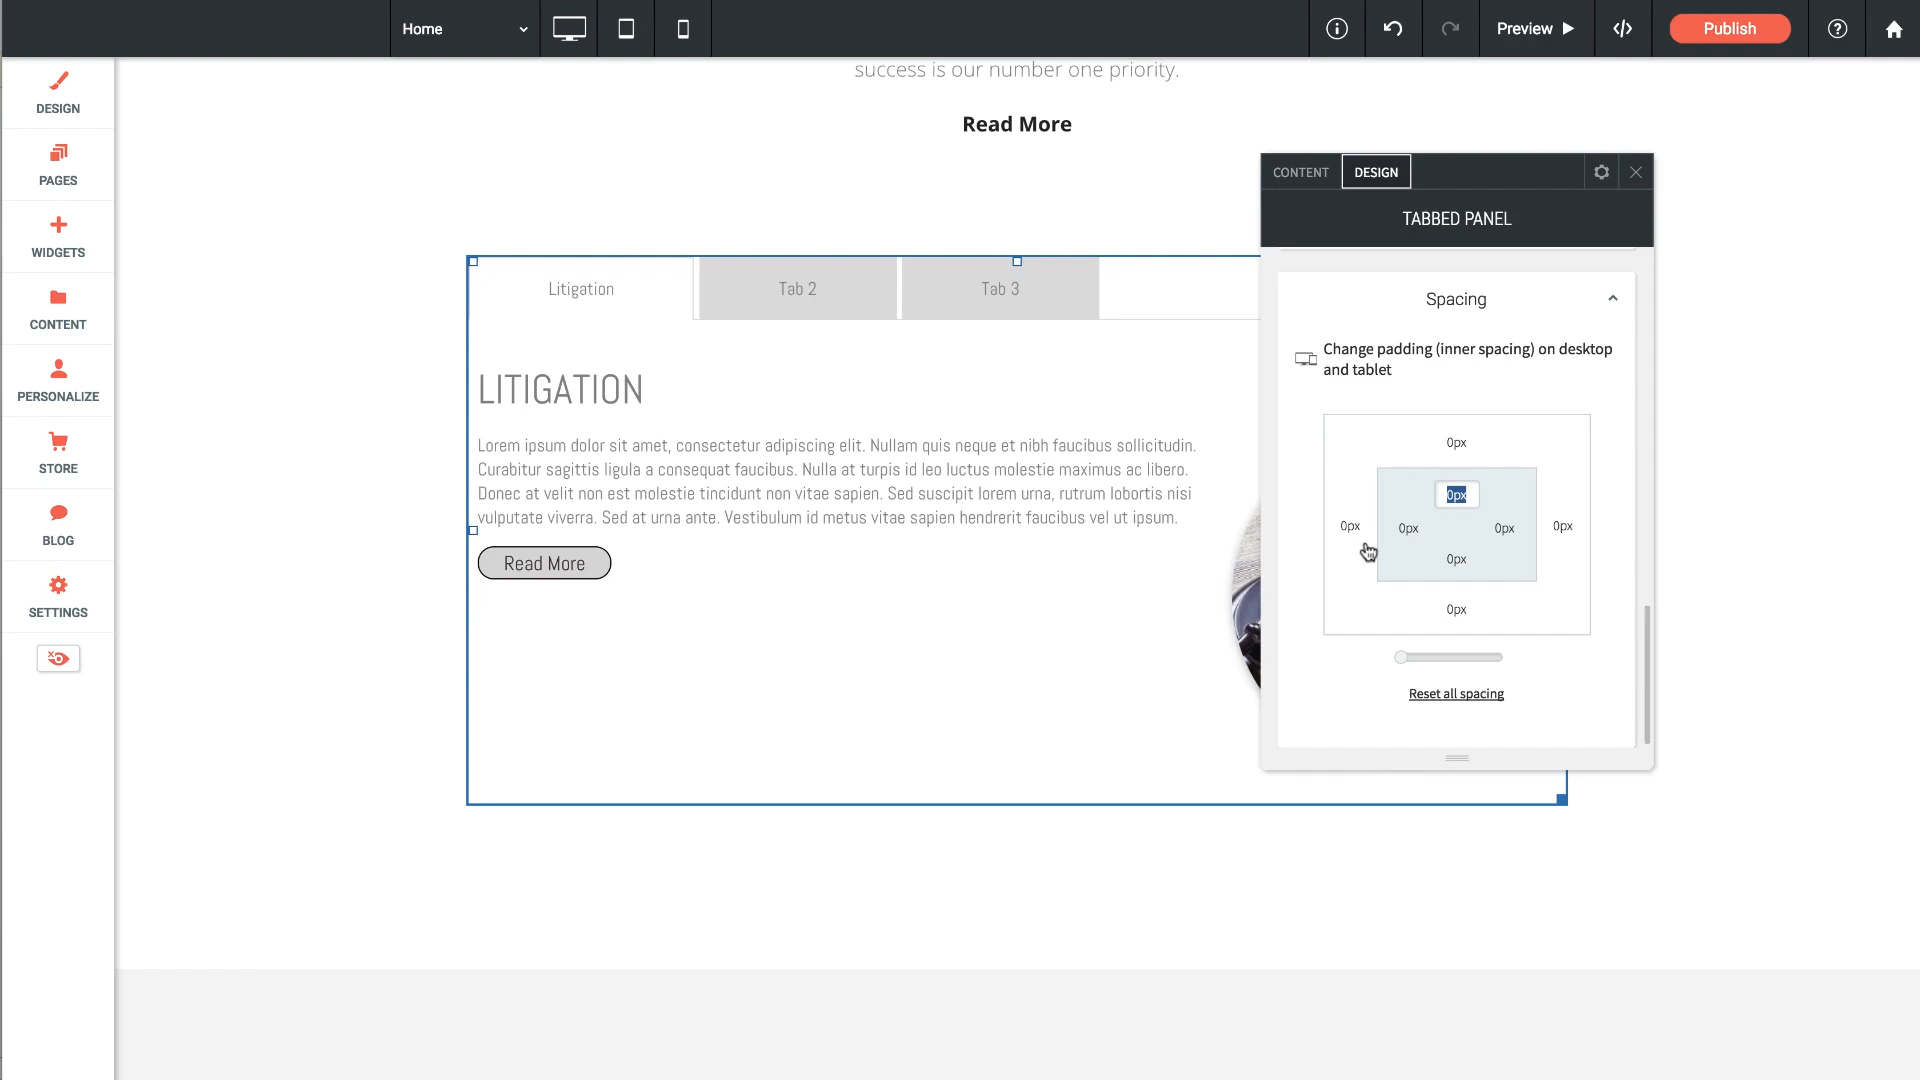 Home
Preview
Publish
DESIGN
PAGES
WIDGETS
CONTENT
PERSONALIZE
STORE
BLOG
SETTINGS
success is our number one priority.
Read More
Litigation
Tab 2
Tab 3
LITIGATION
Lorem ipsum dolor sit amet, consectetur adipiscing elit. Nullam quis neque et nibh faucibus sollicitudin.
Curabitur sagittis ligula a consequat faucibus. Nulla at turpis id leo luctus molestie maximus ac libero.
Donec at velit non est molestie tincidunt non vitae sapien. Sed suscipit lorem urna, rutrum lobortis nisi
vulputate viverra. Sed at urna ante. Vestibulum id metus vitae sapien hendrerit faucibus vel ut ipsum.
Read More
CONTENT
DESIGN
TABBED PANEL
Spacing
Change padding (inner spacing) on desktop
and tablet
0px
0px
0px
0px
0px
0px
0px
0px
Reset all spacing